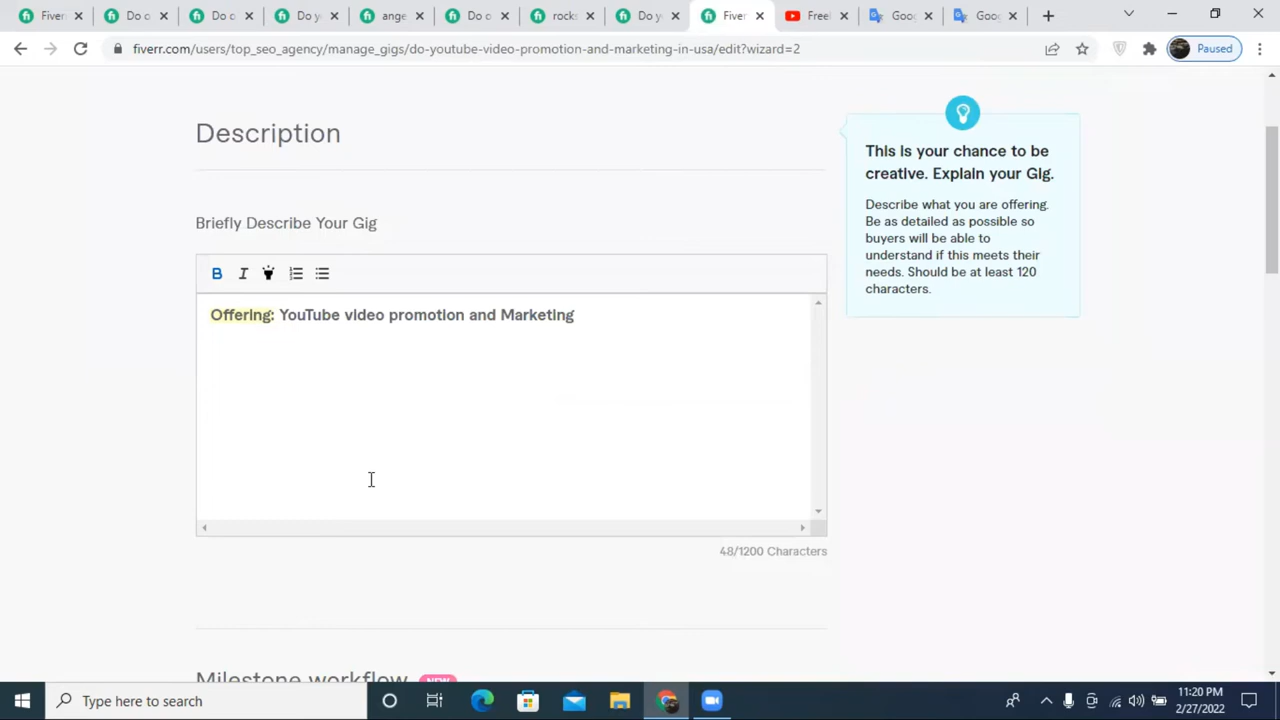 Fiverr
Do o
Do o
Do y
ange
Do o
rocks
Do y
Fiver
Freel
Goo
Goo
fiverr.com/users/top_seo_agency/manage_gigs/do-youtube-video-promotion-and-marketing-in-usa/edit?wizard=2
Paused
Description
This is your chance to be
creative. Explain your Gig.
Describe what you are offering.
Be as detailed as possible so
buyers will be able to
understand if this meets their
needs. Should be at least 120
characters.
Briefly Describe Your Gig
B I
Offering: YouTube video promotion and Marketing
48/1200 Characters
Milestone workflow NEW
Type here to search
11:20 PM
2/27/2022